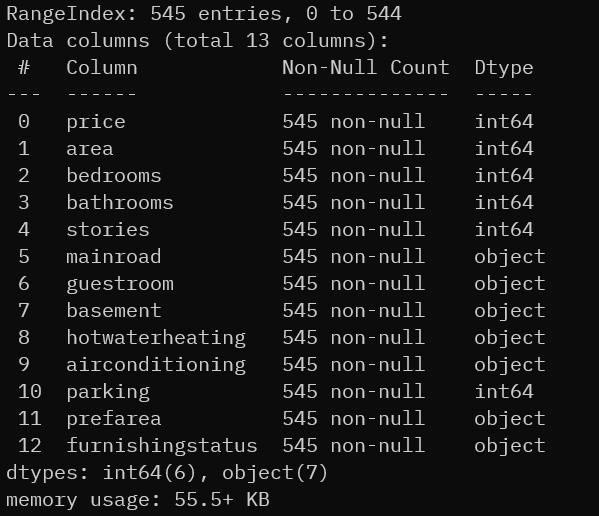 RangeIndex: 545 entries, 0 to 544
Data columns (total 13 columns):
 #   Column            Non-Null Count  Dtype
---  ------            --------------  -----
 0   price             545 non-null    int64
 1   area              545 non-null    int64
 2   bedrooms          545 non-null    int64
 3   bathrooms         545 non-null    int64
 4   stories           545 non-null    int64
 5   mainroad          545 non-null    object
 6   guestroom         545 non-null    object
 7   basement          545 non-null    object
 8   hotwaterheating   545 non-null    object
 9   airconditioning   545 non-null    object
 10  parking           545 non-null    int64
 11  prefarea          545 non-null    object
 12  furnishingstatus  545 non-null    object
dtypes: int64(6), object(7)
memory usage: 55.5+ KB